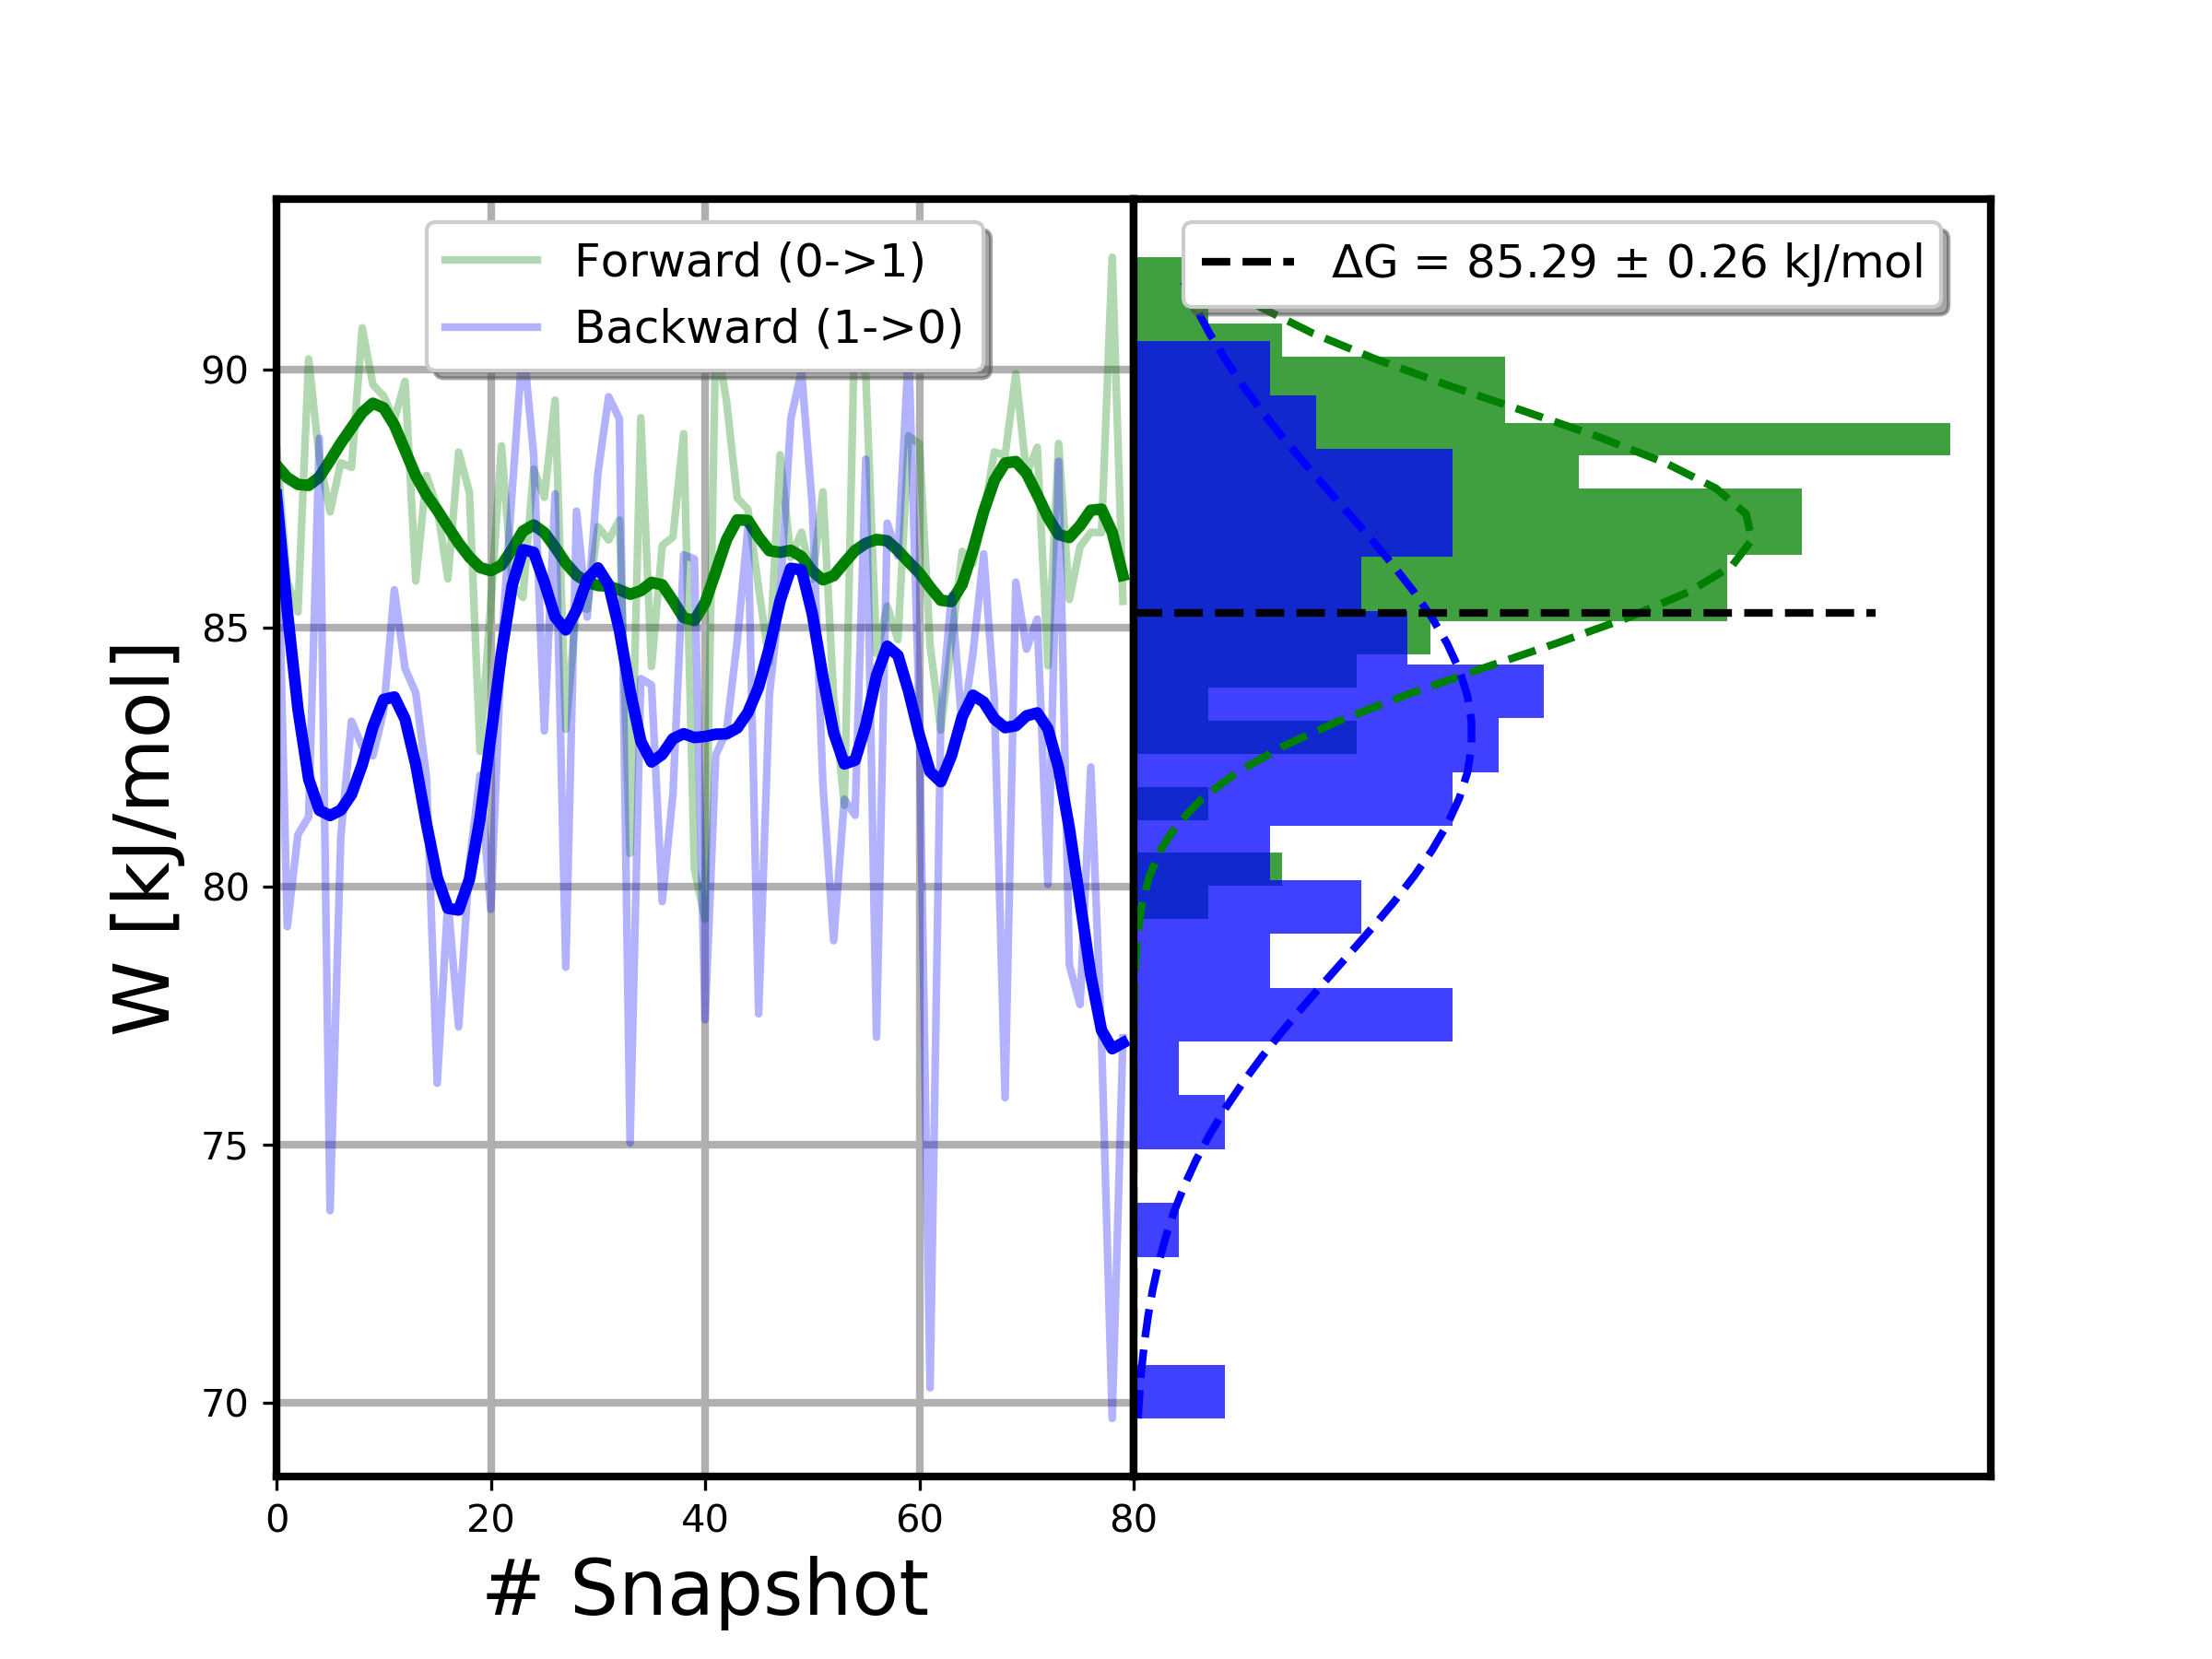 Forward (0->1)
Backward (1->0)
ΔG = 85.29 ± 0.26 kJ/mol
90
85
80
75
70
W [kJ/mol]
0 20 40 60 80
# Snapshot